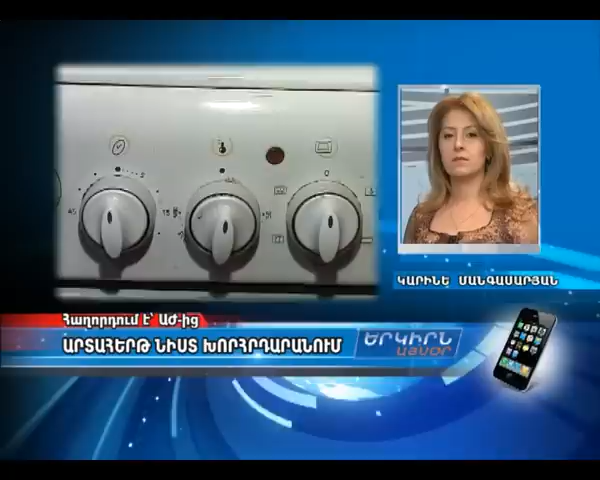 ԿԱՐԻՆԵ ՄԱՆԳԱՍԱՐՅԱՆ
Հաղորդում է՝ ԱԺ-ից
ԱՐՏԱՀԵՐԹ ՆԻՍՏ ԽՈՐՀՐԴԱՐԱՆՈՒՄ
ԵՐԿԻՐՆ
ԱՅՍՕՐ